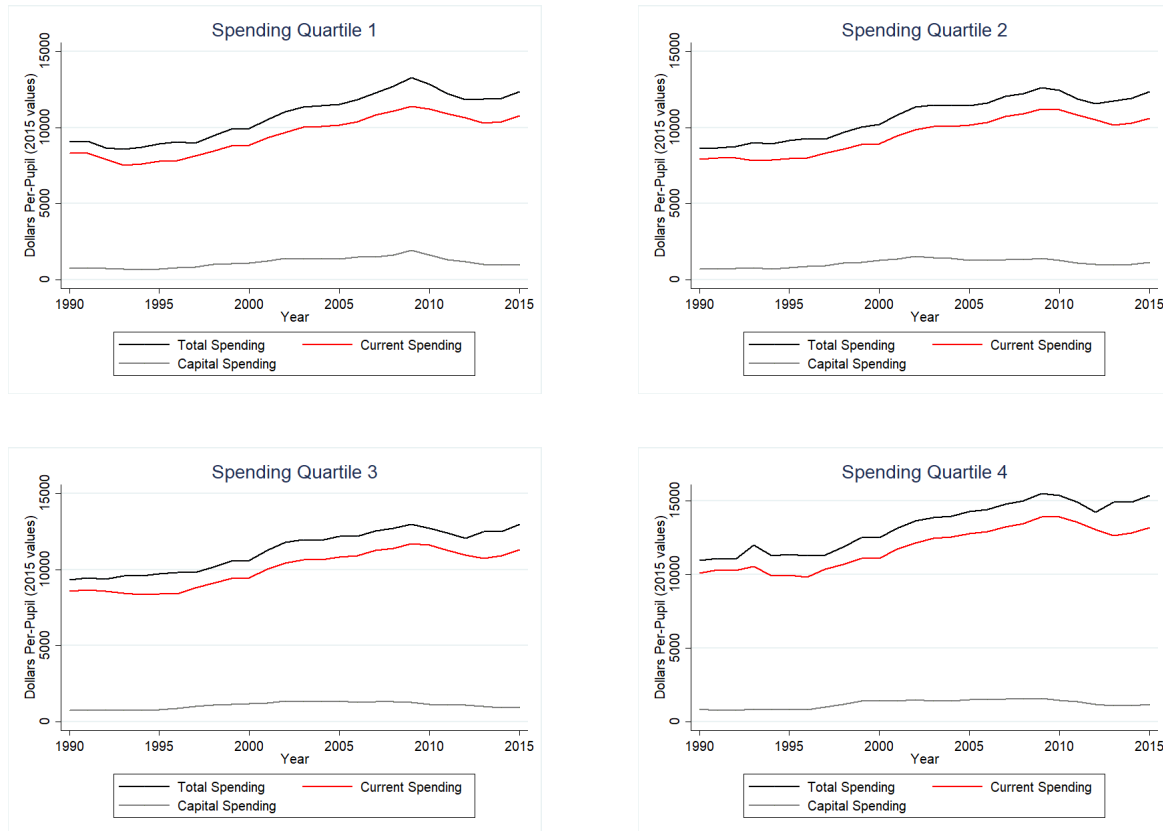 Spending Quartile 1
Dollars Per-Pupil (2015 values)
15000
10000
5000
0
1990 1995 2000 2005 2010 2015
Year
Total Spending Current Spending
Capital Spending
Spending Quartile 2
Dollars Per-Pupil (2015 values)
15000
10000
5000
0
1990 1995 2000 2005 2010 2015
Year
Total Spending Current Spending
Capital Spending
Spending Quartile 3
Dollars Per-Pupil (2015 values)
15000
10000
5000
0
1990 1995 2000 2005 2010 2015
Year
Total Spending Current Spending
Capital Spending
Spending Quartile 4
Dollars Per-Pupil (2015 values)
15000
10000
5000
0
1990 1995 2000 2005 2010 2015
Year
Total Spending Current Spending
Capital Spending